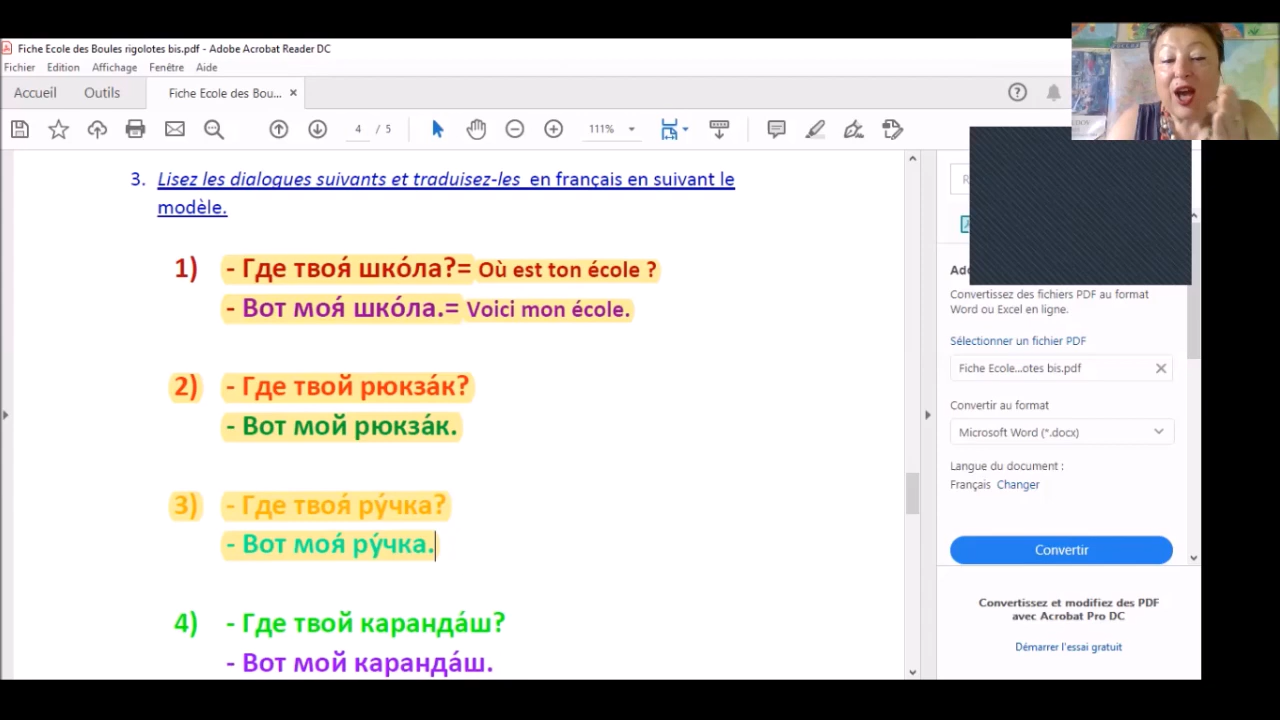 Fiche Ecole des Boules rigolotes bis.pdf - Adobe Acrobat Reader DC
Fichier Edition Affichage Fenêtre Aide
Accueil Outils Fiche Ecole des Bou... ×
4 / 5 111%
3. Lisez les dialogues suivants et traduisez-les en français en suivant le
modèle.
1) - Где твоя́ шко́ла?= Où est ton école ?
- Вот моя́ шко́ла.= Voici mon école.
2) - Где твой рюкза́к?
- Вот мой рюкза́к.
3) - Где твоя́ ру́чка?
- Вот моя́ ру́чка.
4) - Где твой каранда́ш?
- Вот мой каранда́ш.
Convertissez des fichiers PDF au format
Word ou Excel en ligne.
Sélectionner un fichier PDF
Fiche Ecole...otes bis.pdf
Convertir au format
Microsoft Word (*.docx)
Langue du document :
Français Changer
Convertir
Convertissez et modifiez des PDF
avec Acrobat Pro DC
Démarrer l'essai gratuit